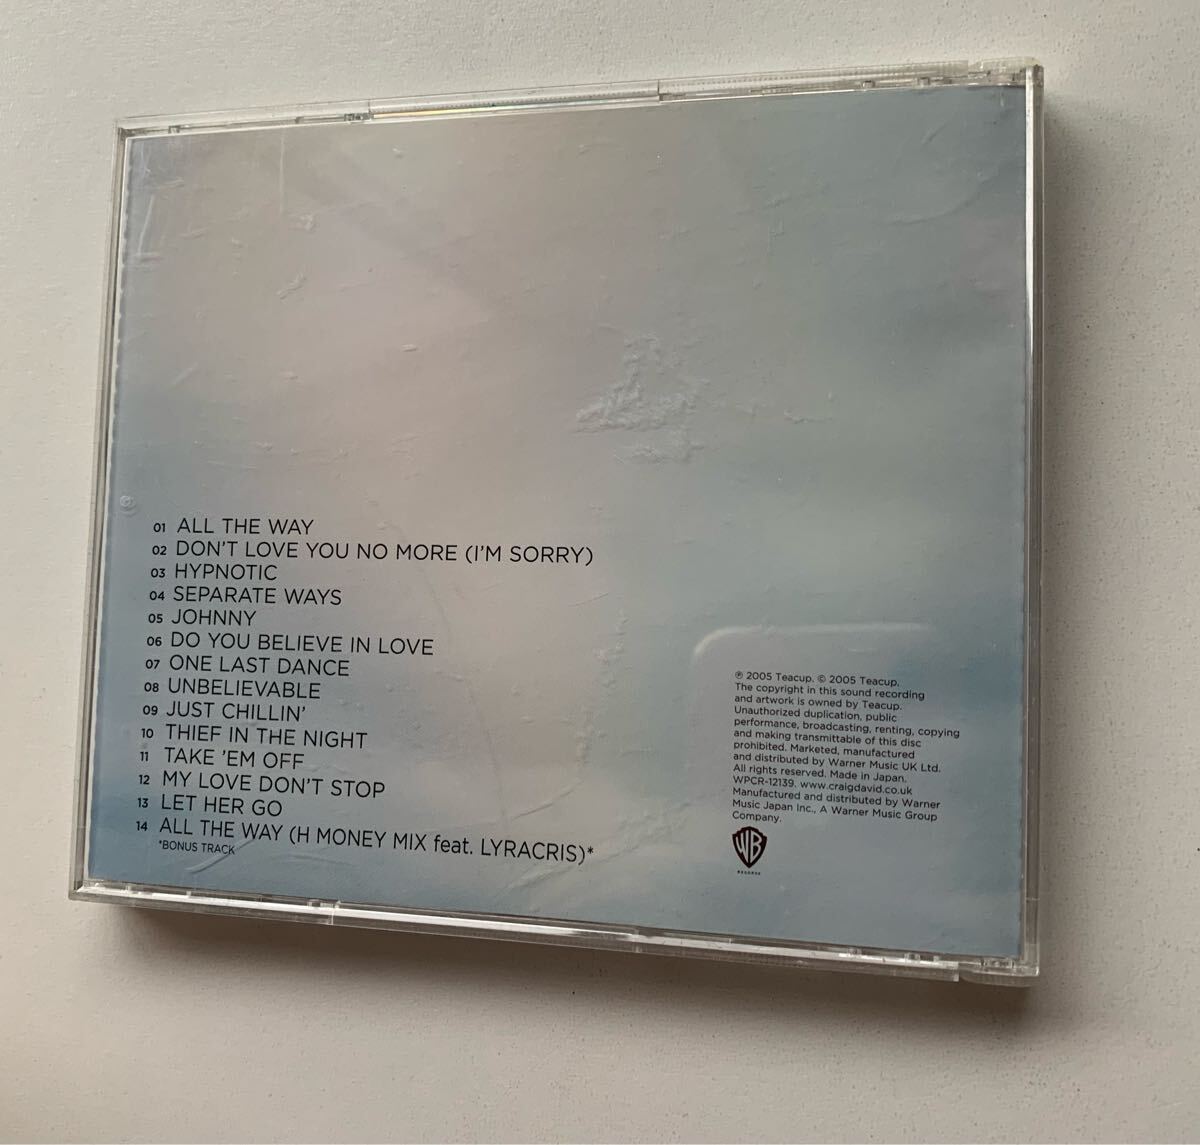 01 ALL THE WAY
02 DON'T LOVE YOU NO MORE (I'M SORRY)
03 HYPNOTIC
04 SEPARATE WAYS
05 JOHNNY
06 DO YOU BELIEVE IN LOVE
07 ONE LAST DANCE
08 UNBELIEVABLE
09 JUST CHILLIN'
10 THIEF IN THE NIGHT
11 TAKE 'EM OFF
12 MY LOVE DON'T STOP
13 LET HER GO
14 ALL THE WAY (H MONEY MIX feat. LYRACRIS)*
*BONUS TRACK
℗ 2005 Teacup. © 2005 Teacup.
The copyright in this sound recording
and artwork is owned by Teacup.
Unauthorized duplication, public
performance, broadcasting, renting, copying
and making transmittable of this disc
prohibited. Marketed, manufactured
and distributed by Warner Music UK Ltd.
All rights reserved. Made in Japan.
WPCR-12139. www.craigdavid.co.uk
Manufactured and distributed by Warner
Music Japan Inc., A Warner Music Group
Company.
WB
RECORDS